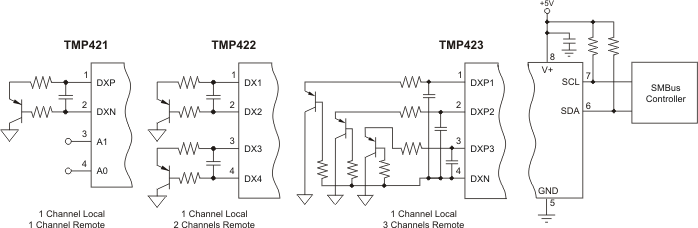 +5V
TMP421
TMP422
TMP423
1 DXP
2 DXN
3 A1
4 A0
1 DX1
2 DX2
3 DX3
4 DX4
1 DXP1
2 DXP2
3 DXP3
4 DXN
8
V+
SCL 7
SDA 6
GND
5
SMBus
Controller
1 Channel Local
1 Channel Remote
1 Channel Local
2 Channels Remote
1 Channel Local
3 Channels Remote